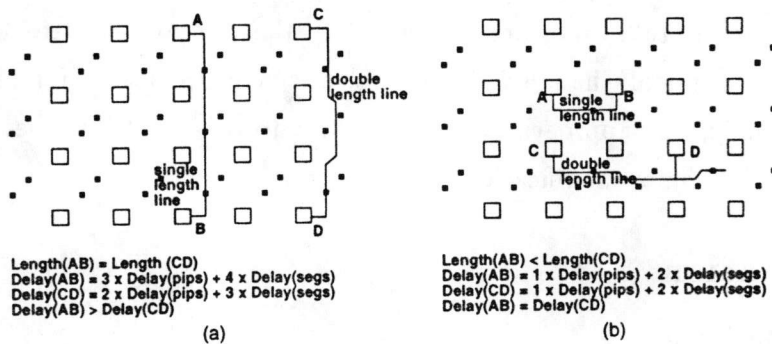 A
C
double
length line
single
length
line
B
D
Length(AB) = Length (CD)
Delay(AB) = 3 x Delay(pips) + 4 x Delay(segs)
Delay(CD) = 2 x Delay(pips) + 3 x Delay(segs)
Delay(AB) > Delay(CD)
(a)
A
single
length line
B
C
double
length line
D
Length(AB) < Length(CD)
Delay(AB) = 1 x Delay(pips) + 2 x Delay(segs)
Delay(CD) = 1 x Delay(pips) + 2 x Delay(segs)
Delay(AB) = Delay(CD)
(b)